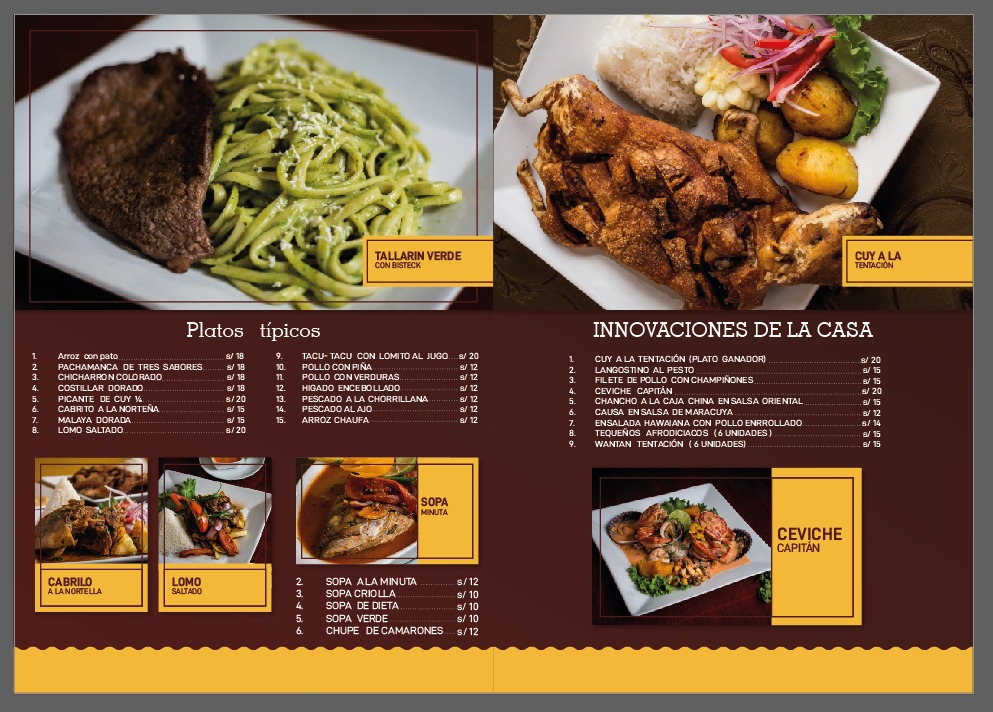 TALLARIN VERDE
CON BISTECK
CUY A LA
TENTACIÓN
Platos típicos
1. Arroz con pato s/ 18
2. PACHAMANCA DE TRES SABORES s/ 18
3. CHICHARRON COLORADO s/ 18
4. COSTILLAR DORADO s/ 18
5. PICANTE DE CUY ¼ s/ 20
6. CABRITO A LA NORTEÑA s/ 15
7. MALAYA DORADA s/ 15
8. LOMO SALTADO s/ 20
9. TACU- TACU CON LOMITO AL JUGO s/ 20
10. POLLO CON PIÑA s/ 12
11. POLLO CON VERDURAS s/ 12
12. HIGADO ENCEBOLLADO s/ 12
13. PESCADO A LA CHORRILLANA s/ 12
14. PESCADO AL AJO s/ 12
15. ARROZ CHAUFA s/ 12
CABRILO
A LA NORTELLA
LOMO
SALTADO
SOPA
MINUTA
2. SOPA A LA MINUTA s/ 12
3. SOPA CRIOLLA s/ 10
4. SOPA DE DIETA s/ 10
5. SOPA VERDE s/ 10
6. CHUPE DE CAMARONES s/ 12
INNOVACIONES DE LA CASA
1. CUY A LA TENTACIÓN (PLATO GANADOR) s/ 20
2. LANGOSTINO AL PESTO s/ 15
3. FILETE DE POLLO CON CHAMPIÑONES s/ 15
4. CEVICHE CAPITÁN s/ 20
5. CHANCHO A LA CAJA CHINA EN SALSA ORIENTAL s/ 15
6. CAUSA EN SALSA DE MARACUYA s/ 12
7. ENSALADA HAWAIANA CON POLLO ENRROLLADO s/ 14
8. TEQUEÑOS AFRODICIACOS (6 UNIDADES) s/ 15
9. WANTAN TENTACIÓN ( 6 UNIDADES) s/ 15
CEVICHE
CAPITÁN